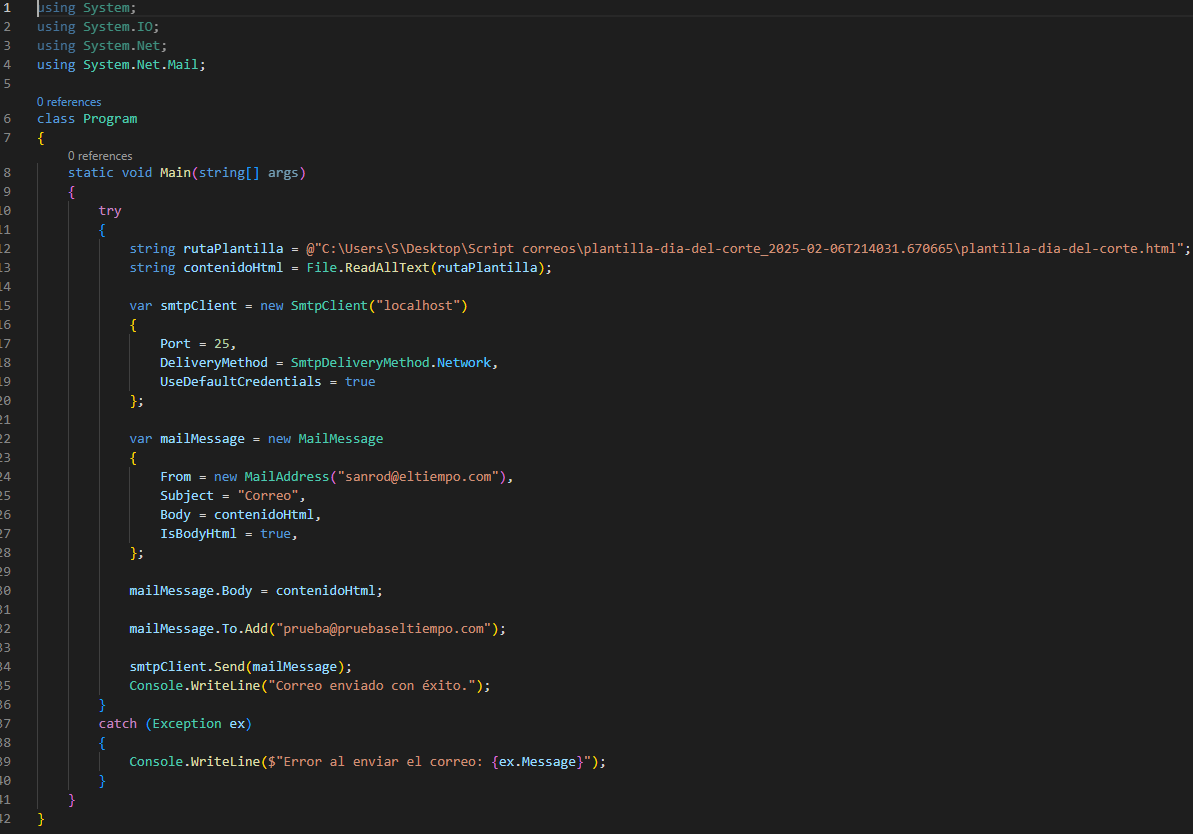 1 using System;
2 using System.IO;
3 using System.Net;
4 using System.Net.Mail;
5
0 references
6 class Program
7 {
0 references
8 static void Main(string[] args)
9 {
10 try
11 {
12 string rutaPlantilla = @"C:\Users\S\Desktop\Script correos\plantilla-dia-del-corte_2025-02-06T214031.670665\plantilla-dia-del-corte.html";
13 string contenidoHtml = File.ReadAllText(rutaPlantilla);
14
15 var smtpClient = new SmtpClient("localhost")
16 {
17 Port = 25,
18 DeliveryMethod = SmtpDeliveryMethod.Network,
19 UseDefaultCredentials = true
20 };
21
22 var mailMessage = new MailMessage
23 {
24 From = new MailAddress("sanrod@eltiempo.com"),
25 Subject = "Correo",
26 Body = contenidoHtml,
27 IsBodyHtml = true,
28 };
29
30 mailMessage.Body = contenidoHtml;
31
32 mailMessage.To.Add("prueba@pruebaseltiempo.com");
33
34 smtpClient.Send(mailMessage);
35 Console.WriteLine("Correo enviado con éxito.");
36 }
37 catch (Exception ex)
38 {
39 Console.WriteLine($"Error al enviar el correo: {ex.Message}");
40 }
41 }
42 }